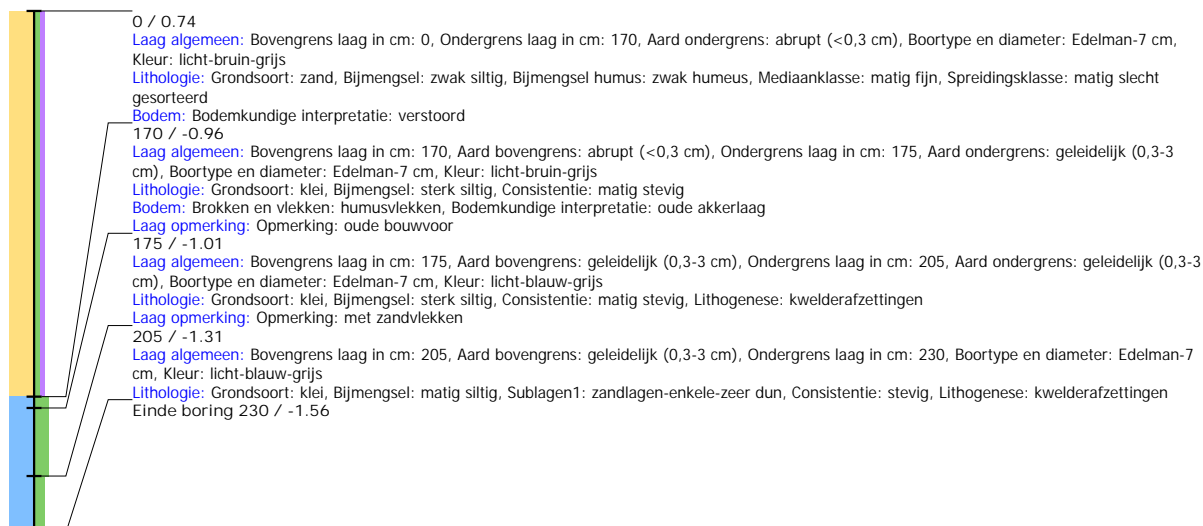 0 / 0.74
Laag algemeen: Bovengrens laag in cm: 0, Ondergrens laag in cm: 170, Aard ondergrens: abrupt (<0,3 cm), Boortype en diameter: Edelman-7 cm,
Kleur: licht-bruin-grijs
Lithologie: Grondsoort: zand, Bijmengsel: zwak siltig, Bijmengsel humus: zwak humeus, Mediaanklasse: matig fijn, Spreidingsklasse: matig slecht
gesorteerd
Bodem: Bodemkundige interpretatie: verstoord
170 / -0.96
Laag algemeen: Bovengrens laag in cm: 170, Aard bovengrens: abrupt (<0,3 cm), Ondergrens laag in cm: 175, Aard ondergrens: geleidelijk (0,3-3
cm), Boortype en diameter: Edelman-7 cm, Kleur: licht-bruin-grijs
Lithologie: Grondsoort: klei, Bijmengsel: sterk siltig, Consistentie: matig stevig
Bodem: Brokken en vlekken: humusvlekken, Bodemkundige interpretatie: oude akkerlaag
Laag opmerking: Opmerking: oude bouwvoor
175 / -1.01
Laag algemeen: Bovengrens laag in cm: 175, Aard bovengrens: geleidelijk (0,3-3 cm), Ondergrens laag in cm: 205, Aard ondergrens: geleidelijk (0,3-3
cm), Boortype en diameter: Edelman-7 cm, Kleur: licht-blauw-grijs
Lithologie: Grondsoort: klei, Bijmengsel: sterk siltig, Consistentie: matig stevig, Lithogenese: kwelderafzettingen
Laag opmerking: Opmerking: met zandvlekken
205 / -1.31
Laag algemeen: Bovengrens laag in cm: 205, Aard bovengrens: geleidelijk (0,3-3 cm), Ondergrens laag in cm: 230, Boortype en diameter: Edelman-7
cm, Kleur: licht-blauw-grijs
Lithologie: Grondsoort: klei, Bijmengsel: matig siltig, Sublagen1: zandlagen-enkele-zeer dun, Consistentie: stevig, Lithogenese: kwelderafzettingen
Einde boring 230 / -1.56